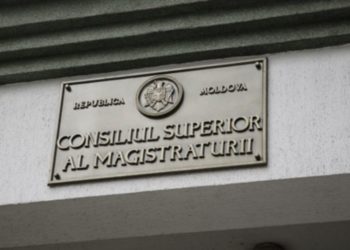 REPUBLICA MOLDOVA
CONSILIUL SUPERIOR
AL MAGISTRATURII